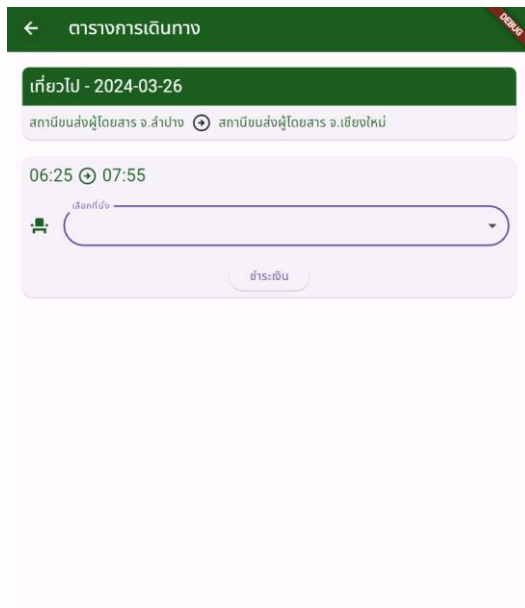 ตารางการเดินทาง
DEBUG
เที่ยวไป - 2024-03-26
สถานีขนส่งผู้โดยสาร จ.ลำปาง สถานีขนส่งผู้โดยสาร จ.เชียงใหม่
06:25 07:55
เลือกที่นั่ง
ชำระเงิน